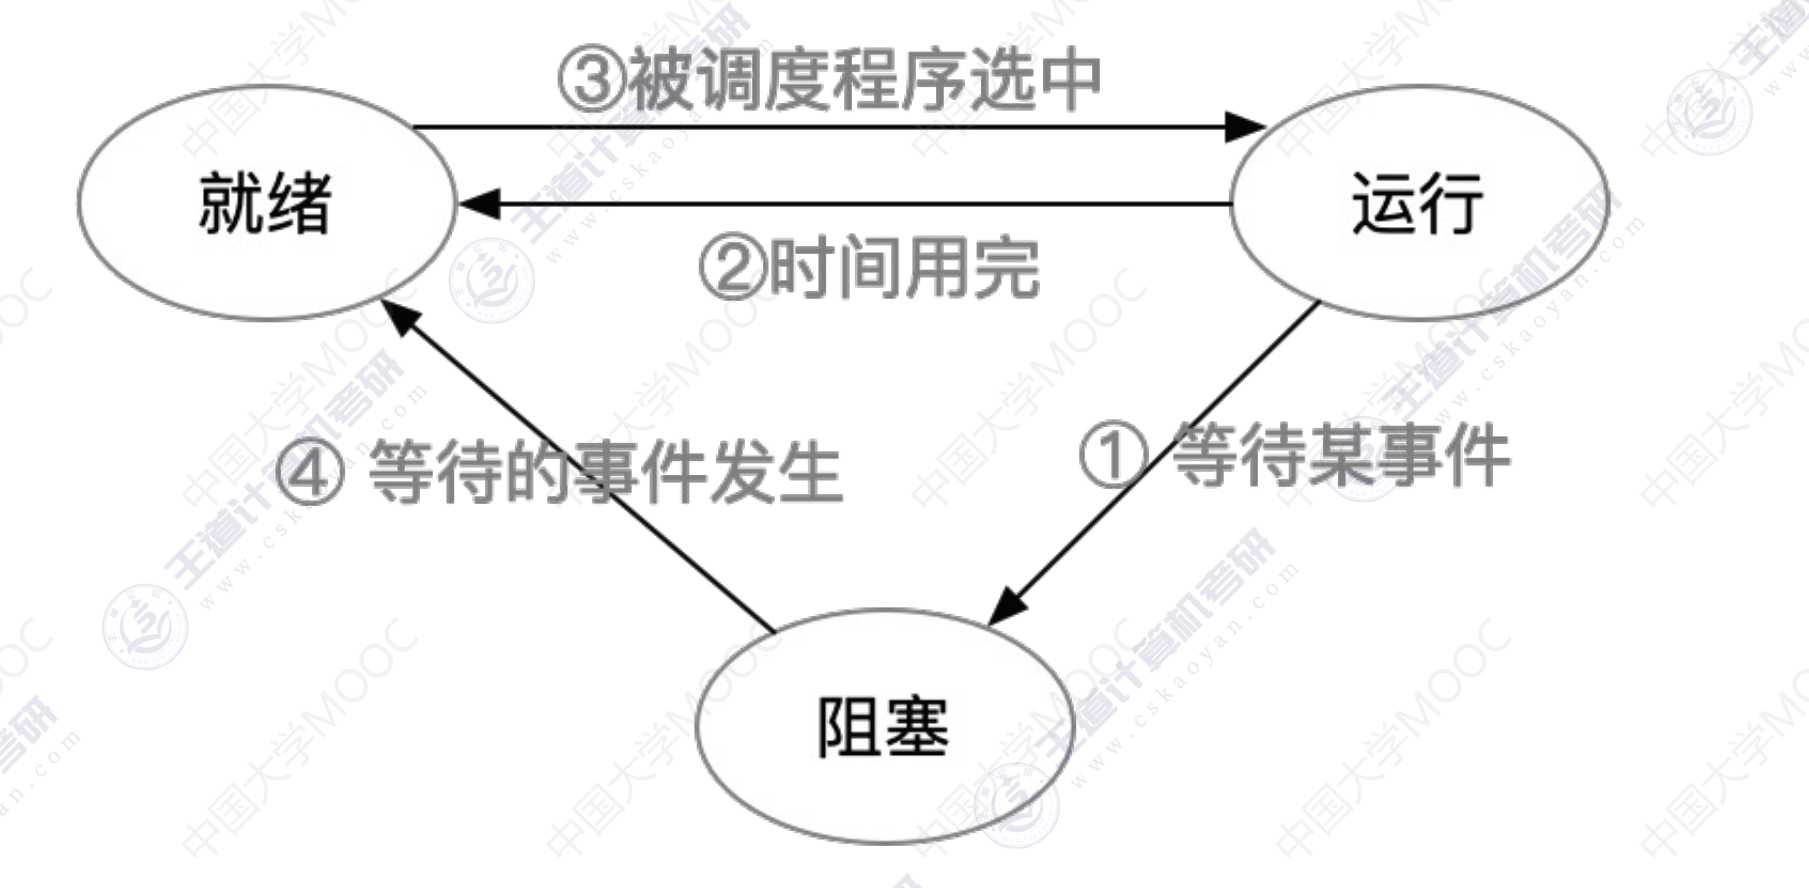 ③被调度程序选中
就绪
运行
②时间用完
④ 等待的事件发生
① 等待某事件
阻塞
中国大学MOOC
王道计算机考研
www.cskaoyan.com